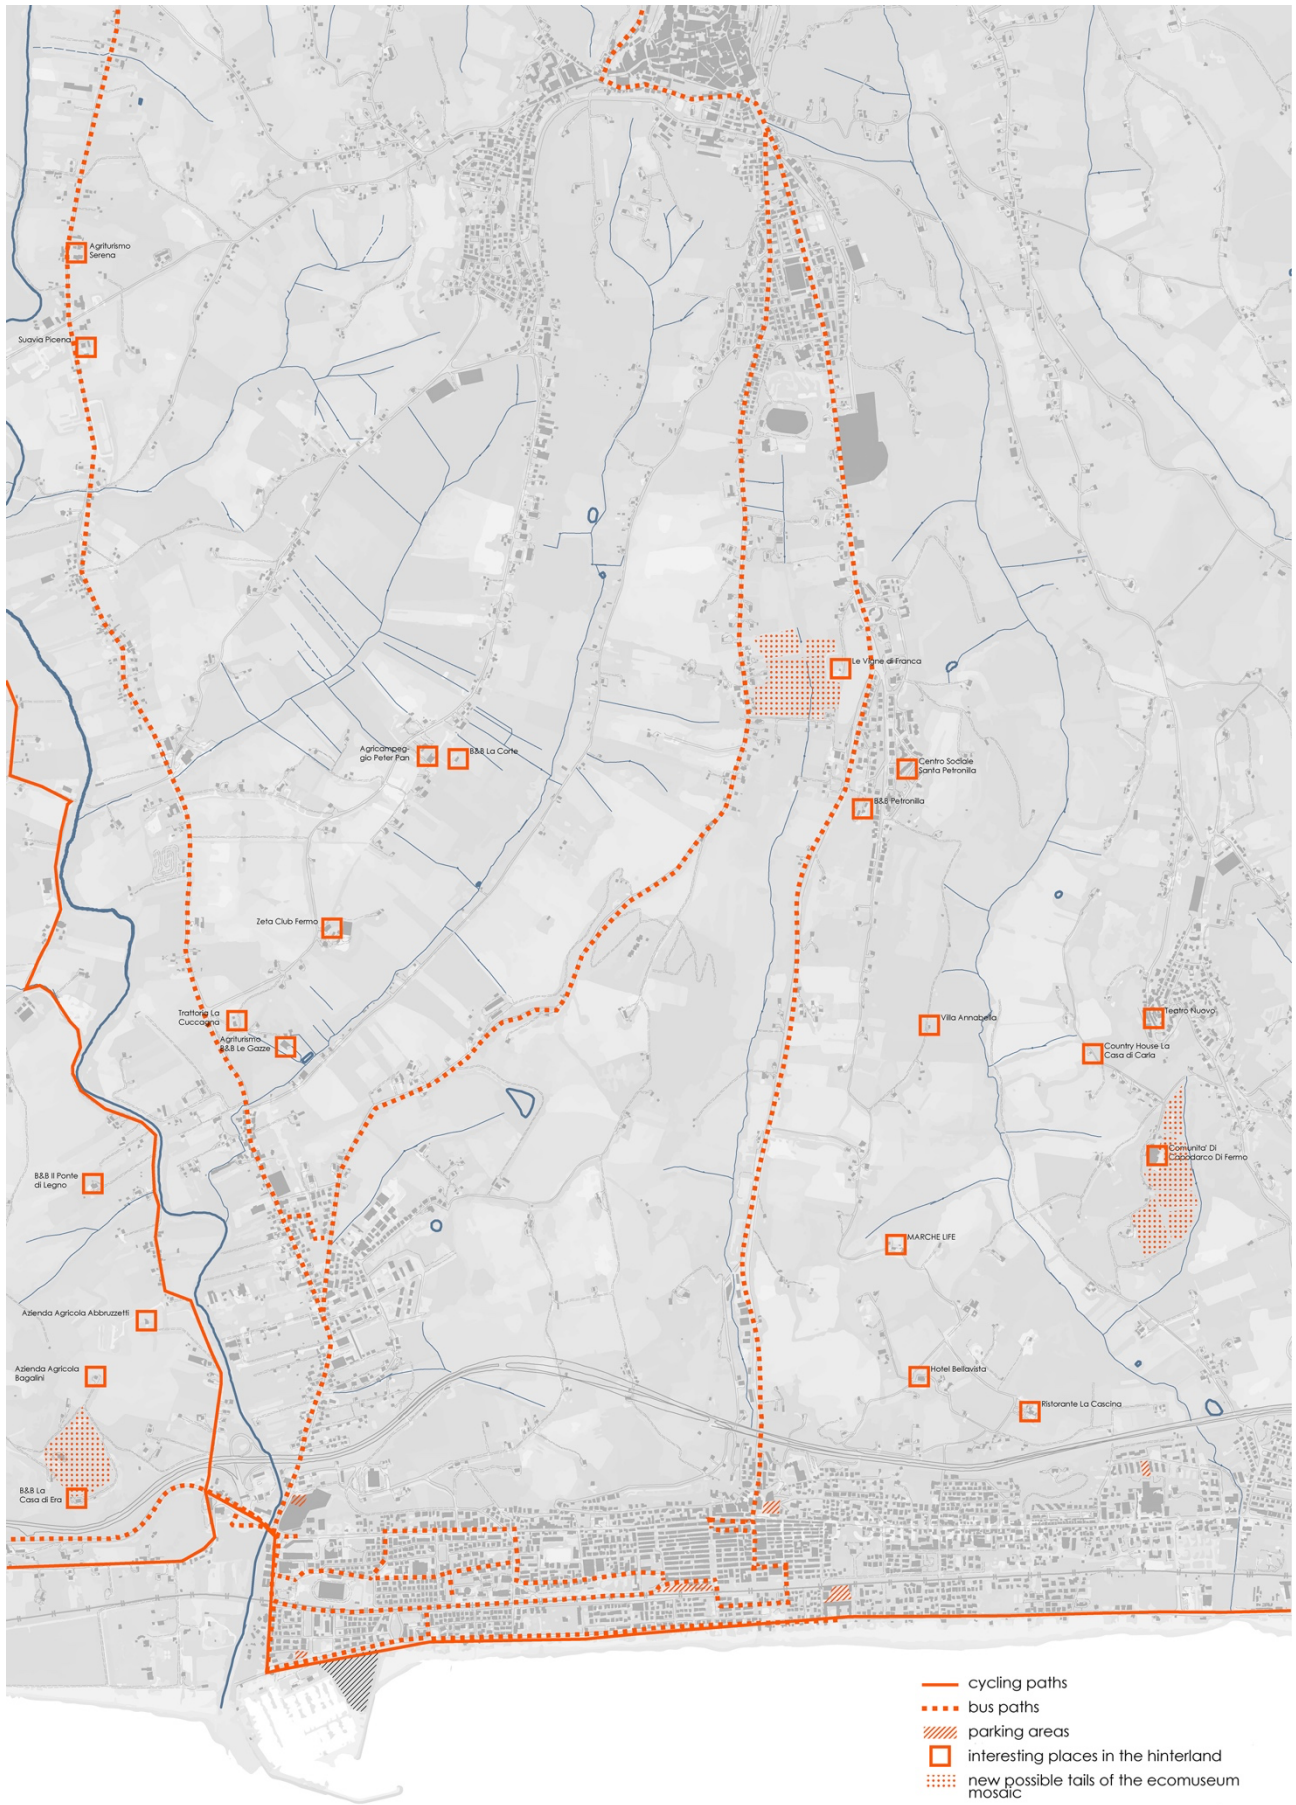 Agriturismo
Serena
Suavia Picena
Le Vigne di Franca
Agricampeg-
gio Peter Pan
B&B La Corte
Centro Sociale
Santa Petronilla
B&B Petronilla
Zeta Club Fermo
Trattoria La
Cuccagna
Agriturismo
B&B Le Gazze
Villa Annabella
Teatro Nuovo
Country House La
Casa di Carla
Comunita' Di
Capodarco Di Fermo
B&B Il Ponte
di Legno
MARCHE LIFE
Azienda Agricola Abbruzzetti
Azienda Agricola
Bagalini
Hotel Bellavista
Ristorante La Cascina
B&B La
Casa di Era
cycling paths
bus paths
parking areas
interesting places in the hinterland
new possible tails of the ecomuseum
mosaic